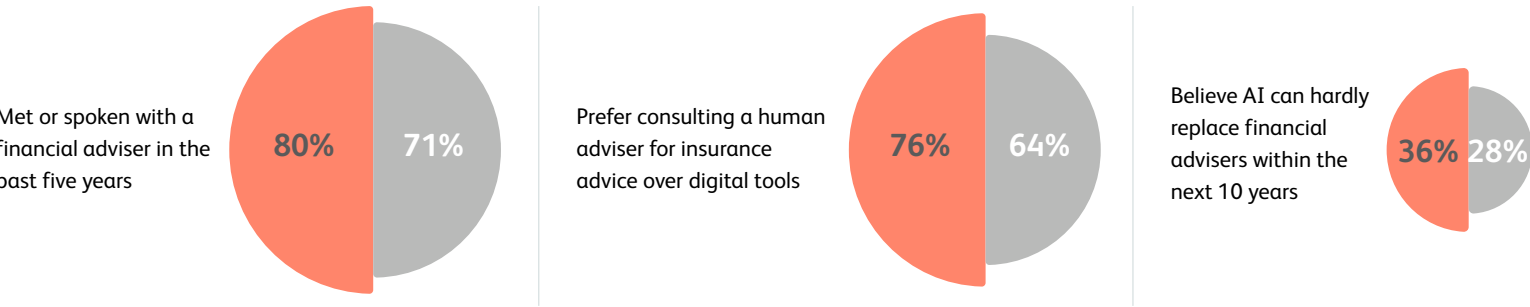 Met or spoken with a
financial adviser in the
past five years
80%
71%
Prefer consulting a human
adviser for insurance
advice over digital tools
76%
64%
Believe AI can hardly
replace financial
advisers within the
next 10 years
36%
28%